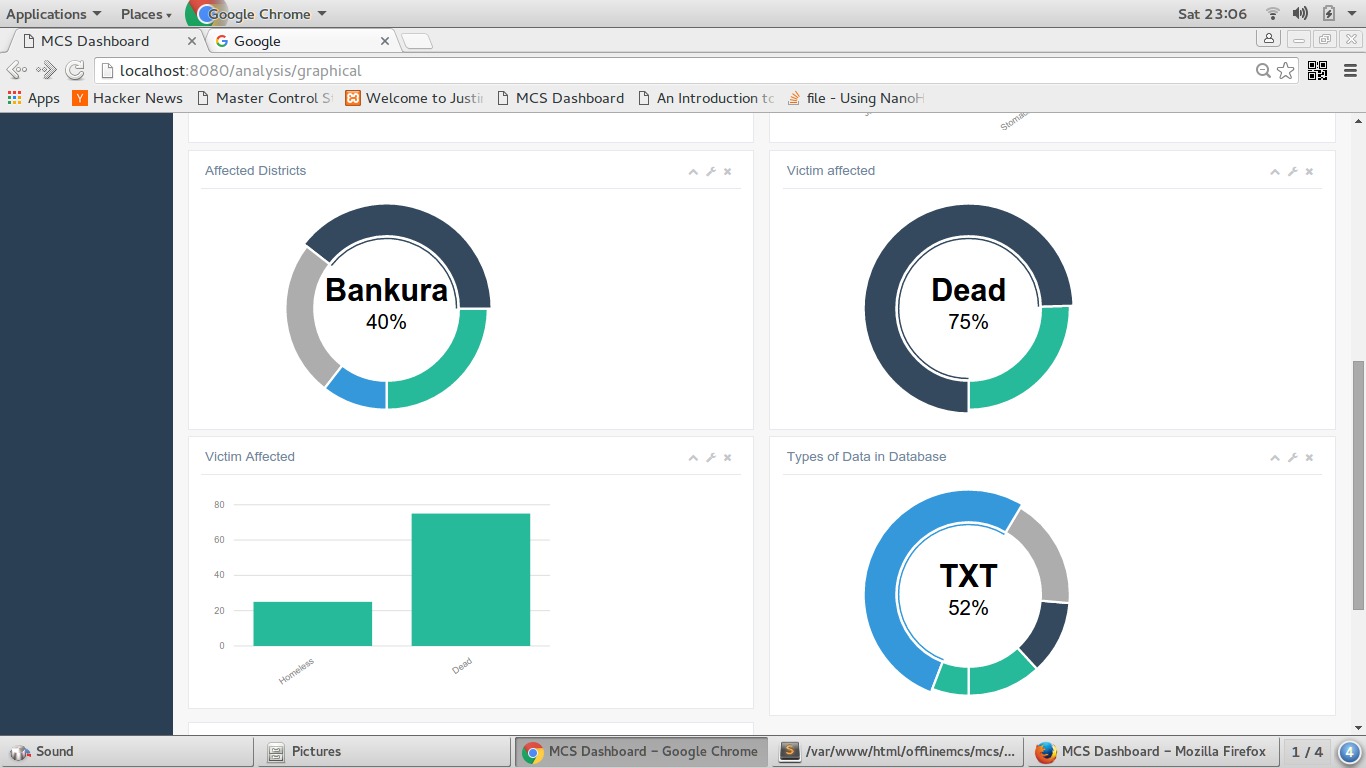 Applications Places Google Chrome Sat 23:06
MCS Dashboard Google
localhost:8080/analysis/graphical
Apps Hacker News Master Control S Welcome to Justi MCS Dashboard An Introduction to file - Using NanoH
Affected Districts
Bankura
40%
Victim affected
Dead
75%
Victim Affected
80
60
40
20
0
Homeless
Dead
Types of Data in Database
TXT
52%
Sound Pictures MCS Dashboard – Google Chrome /var/www/html/offlinemcs/mcs/... MCS Dashboard – Mozilla Firefox 1 / 4 4